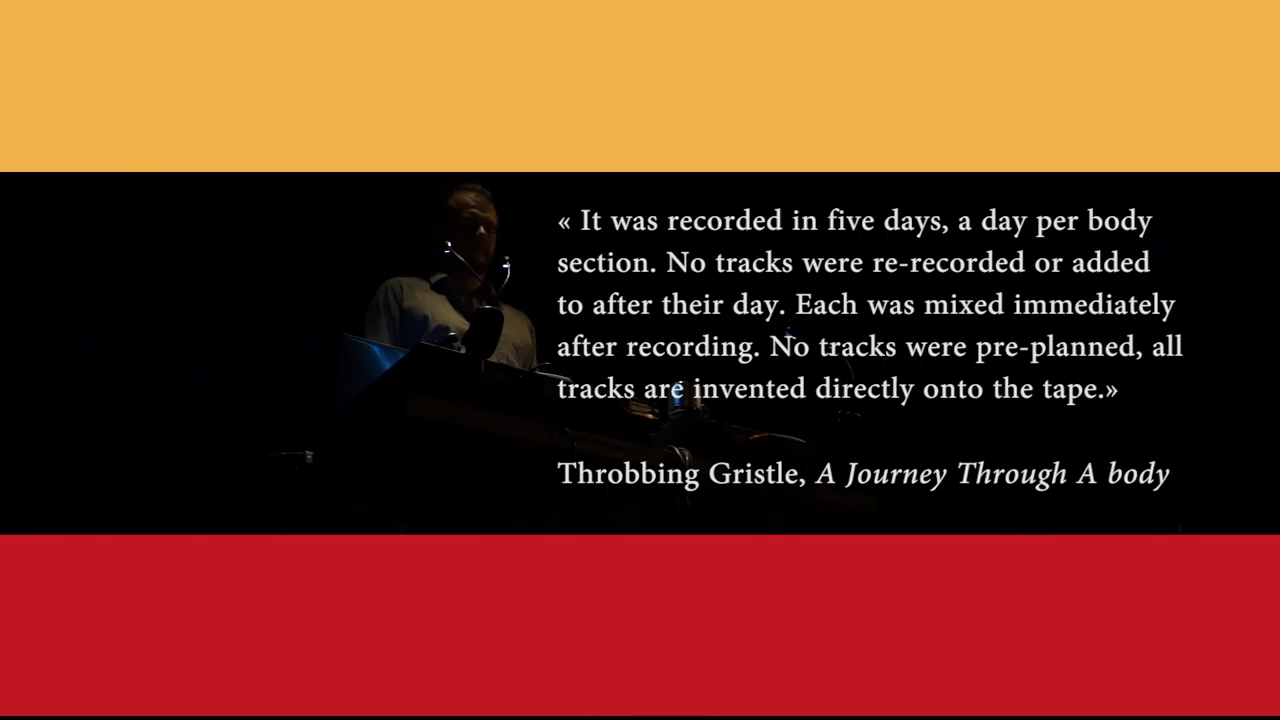 « It was recorded in five days, a day per body
section. No tracks were re-recorded or added
to after their day. Each was mixed immediately
after recording. No tracks were pre-planned, all
tracks are invented directly onto the tape.»
Throbbing Gristle, A Journey Through A body